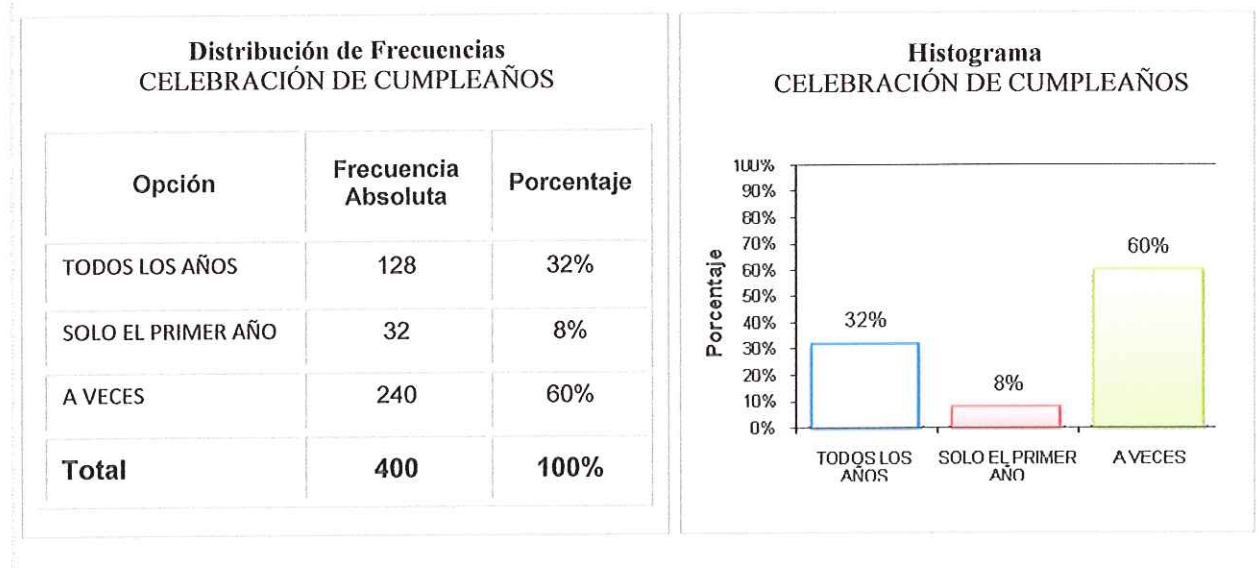 Distribución de Frecuencias
CELEBRACIÓN DE CUMPLEAÑOS
Opción
Frecuencia
Absoluta
Porcentaje
TODOS LOS AÑOS 128 32%
SOLO EL PRIMER AÑO 32 8%
A VECES 240 60%
Total 400 100%
Histograma
CELEBRACIÓN DE CUMPLEAÑOS
Porcentaje
100%
90%
80%
70%
60%
50%
40%
30%
20%
10%
0%
32%
8%
60%
TODOS LOS
AÑOS
SOLO EL PRIMER
AÑO
A VECES